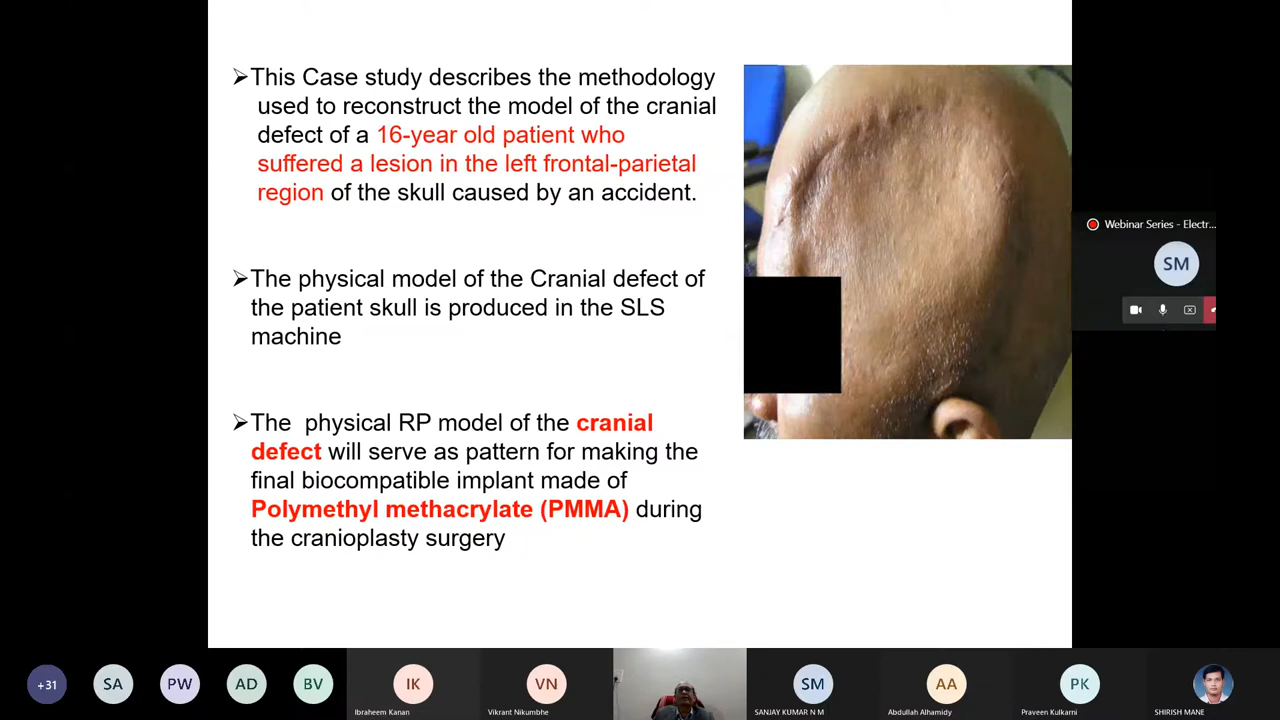 ➢This Case study describes the methodology
used to reconstruct the model of the cranial
defect of a 16-year old patient who
suffered a lesion in the left frontal-parietal
region of the skull caused by an accident.
➢The physical model of the Cranial defect of
the patient skull is produced in the SLS
machine
➢The physical RP model of the cranial
defect will serve as pattern for making the
final biocompatible implant made of
Polymethyl methacrylate (PMMA) during
the cranioplasty surgery
Webinar Series - Electr...
SM
+31
SA
PW
AD
BV
IK
Ibraheem Kanan
VN
Vikrant Nikumbhe
SM
SANJAY KUMAR N M
AA
Abdullah Alhamidy
PK
Praveen Kulkarni
SHIRISH MANE